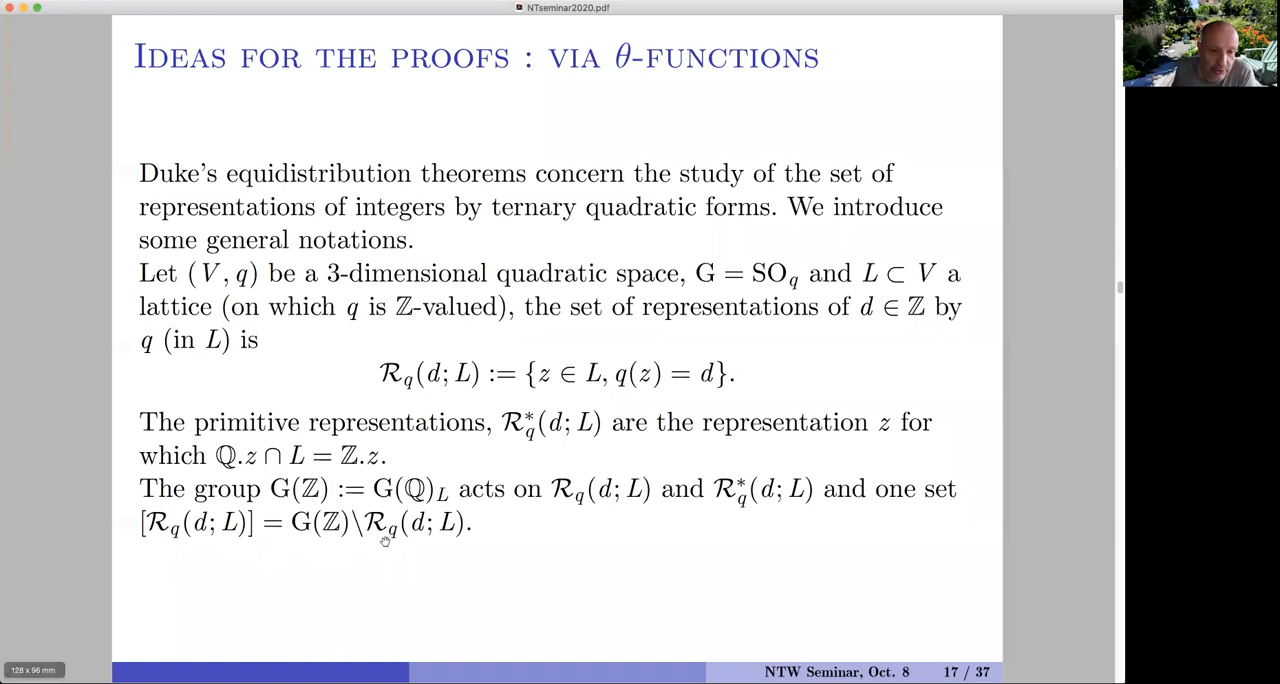 NTseminar2020.pdf
Ideas for the proofs : via θ-functions
Duke's equidistribution theorems concern the study of the set of
representations of integers by ternary quadratic forms. We introduce
some general notations.
Let (V, q) be a 3-dimensional quadratic space, G = SO_q and L ⊂ V a
lattice (on which q is ℤ-valued), the set of representations of d ∈ ℤ by
q (in L) is
ℛ_q(d; L) := {z ∈ L, q(z) = d}.
The primitive representations, ℛ*_q(d; L) are the representation z for
which ℚ.z ∩ L = ℤ.z.
The group G(ℤ) := G(ℚ)_L acts on ℛ_q(d; L) and ℛ*_q(d; L) and one set
[ℛ_q(d; L)] = G(ℤ)\ℛ_q(d; L).
NTW Seminar, Oct. 8 17 / 37
128 x 96 mm